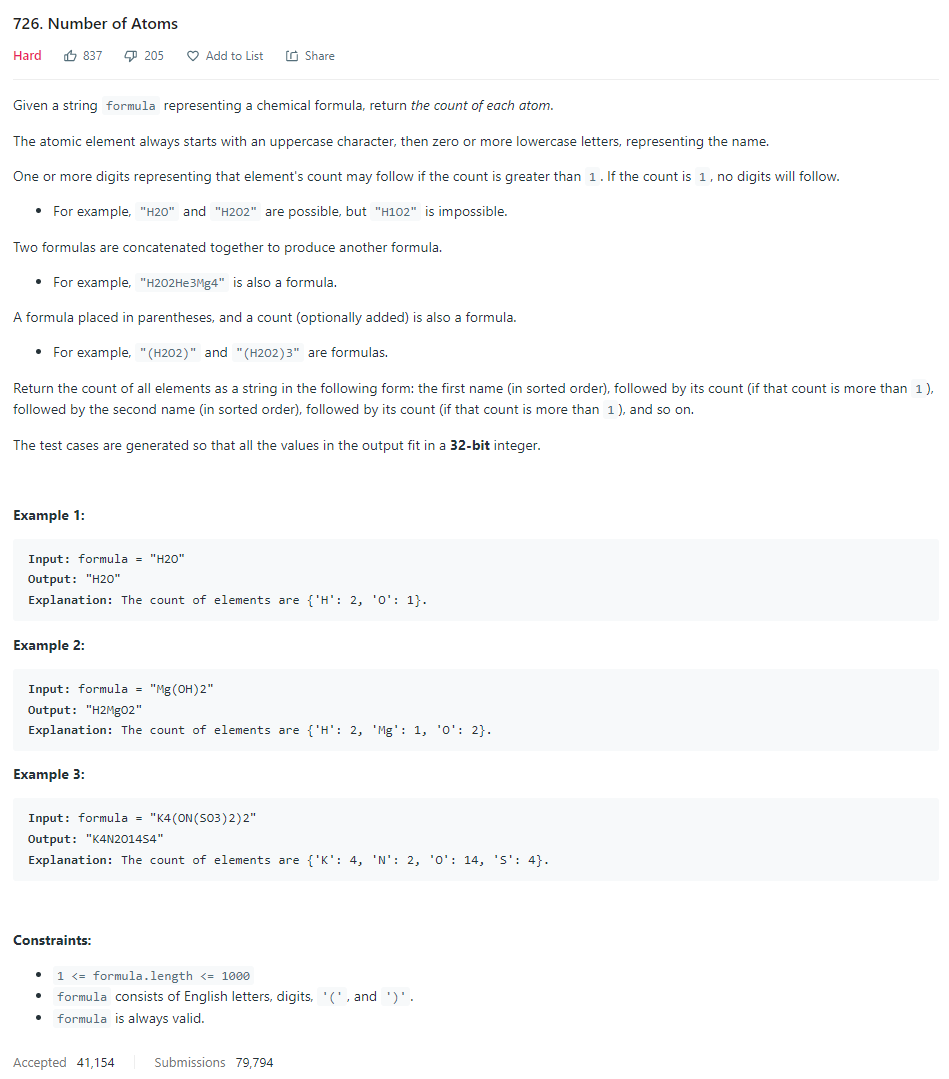 726. Number of Atoms
Hard 837 205 Add to List Share
Given a string formula representing a chemical formula, return the count of each atom.
The atomic element always starts with an uppercase character, then zero or more lowercase letters, representing the name.
One or more digits representing that element's count may follow if the count is greater than 1. If the count is 1, no digits will follow.
• For example, "H2O" and "H2O2" are possible, but "H1O2" is impossible.
Two formulas are concatenated together to produce another formula.
• For example, "H2O2He3Mg4" is also a formula.
A formula placed in parentheses, and a count (optionally added) is also a formula.
• For example, "(H2O2)" and "(H2O2)3" are formulas.
Return the count of all elements as a string in the following form: the first name (in sorted order), followed by its count (if that count is more than 1),
followed by the second name (in sorted order), followed by its count (if that count is more than 1), and so on.
The test cases are generated so that all the values in the output fit in a 32-bit integer.
Example 1:
Input: formula = "H2O"
Output: "H2O"
Explanation: The count of elements are {'H': 2, 'O': 1}.
Example 2:
Input: formula = "Mg(OH)2"
Output: "H2MgO2"
Explanation: The count of elements are {'H': 2, 'Mg': 1, 'O': 2}.
Example 3:
Input: formula = "K4(ON(SO3)2)2"
Output: "K4N2O14S4"
Explanation: The count of elements are {'K': 4, 'N': 2, 'O': 14, 'S': 4}.
Constraints:
• 1 <= formula.length <= 1000
• formula consists of English letters, digits, '(', and ')'.
• formula is always valid.
Accepted 41,154 Submissions 79,794